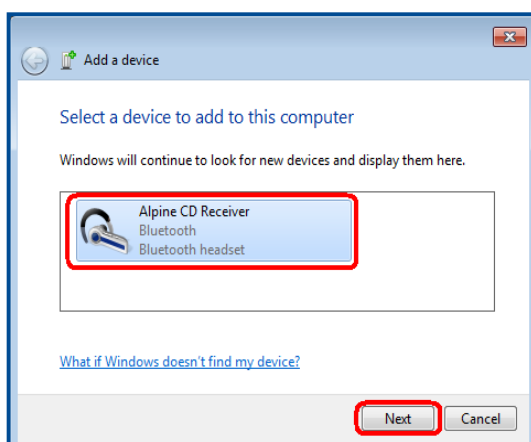 Add a device
Select a device to add to this computer
Windows will continue to look for new devices and display them here.
Alpine CD Receiver
Bluetooth
Bluetooth headset
What if Windows doesn't find my device?
Next Cancel